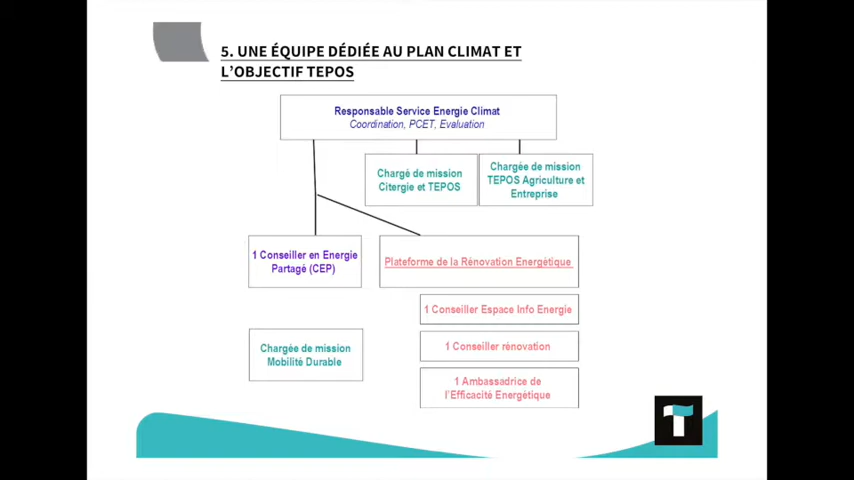 5. UNE ÉQUIPE DÉDIÉE AU PLAN CLIMAT ET
L'OBJECTIF TEPOS
Responsable Service Energie Climat
Coordination, PCET, Evaluation
Chargé de mission
Citergie et TEPOS
Chargée de mission
TEPOS Agriculture et
Entreprise
1 Conseiller en Energie
Partagé (CEP)
Plateforme de la Rénovation Energétique
1 Conseiller Espace Info Energie
Chargée de mission
Mobilité Durable
1 Conseiller rénovation
1 Ambassadrice de
l'Efficacité Energétique
T